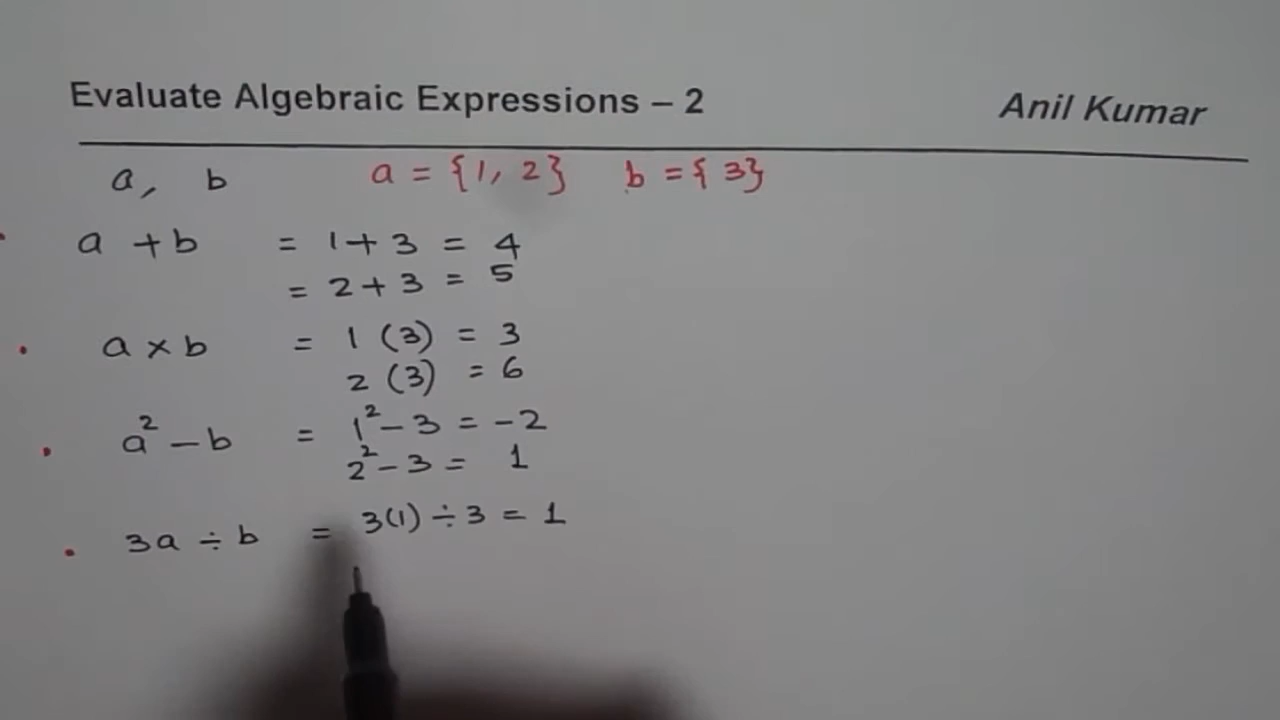 Evaluate Algebraic Expressions – 2 Anil Kumar
a, b a = {1, 2} b = { 3}
a + b = 1 + 3 = 4
= 2 + 3 = 5
a × b = 1 (3) = 3
2 (3) = 6
a² – b = 1² – 3 = – 2
2² – 3 = 1
3a ÷ b = 3(1) ÷ 3 = 1